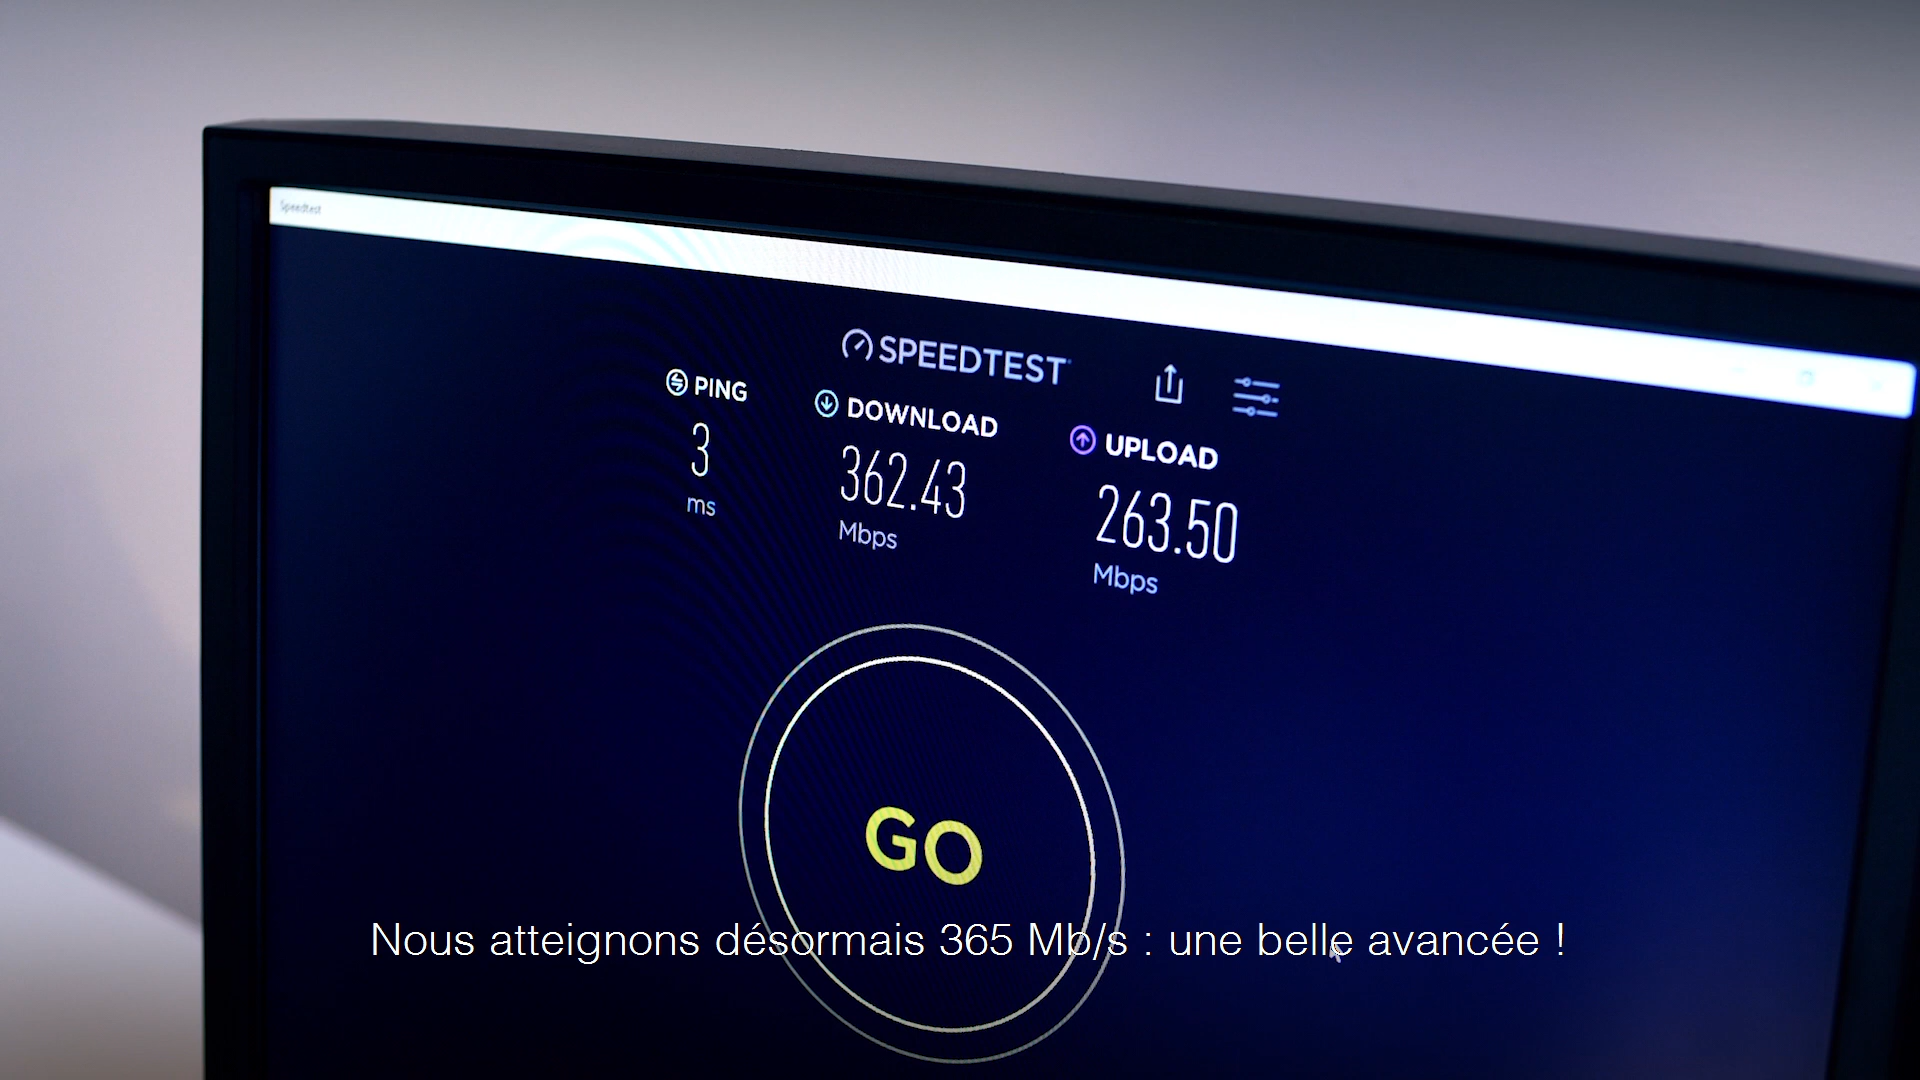 Speedtest
SPEEDTEST
PING
3
ms
DOWNLOAD
362.43
Mbps
UPLOAD
263.50
Mbps
GO
Nous atteignons désormais 365 Mb/s : une belle avancée !